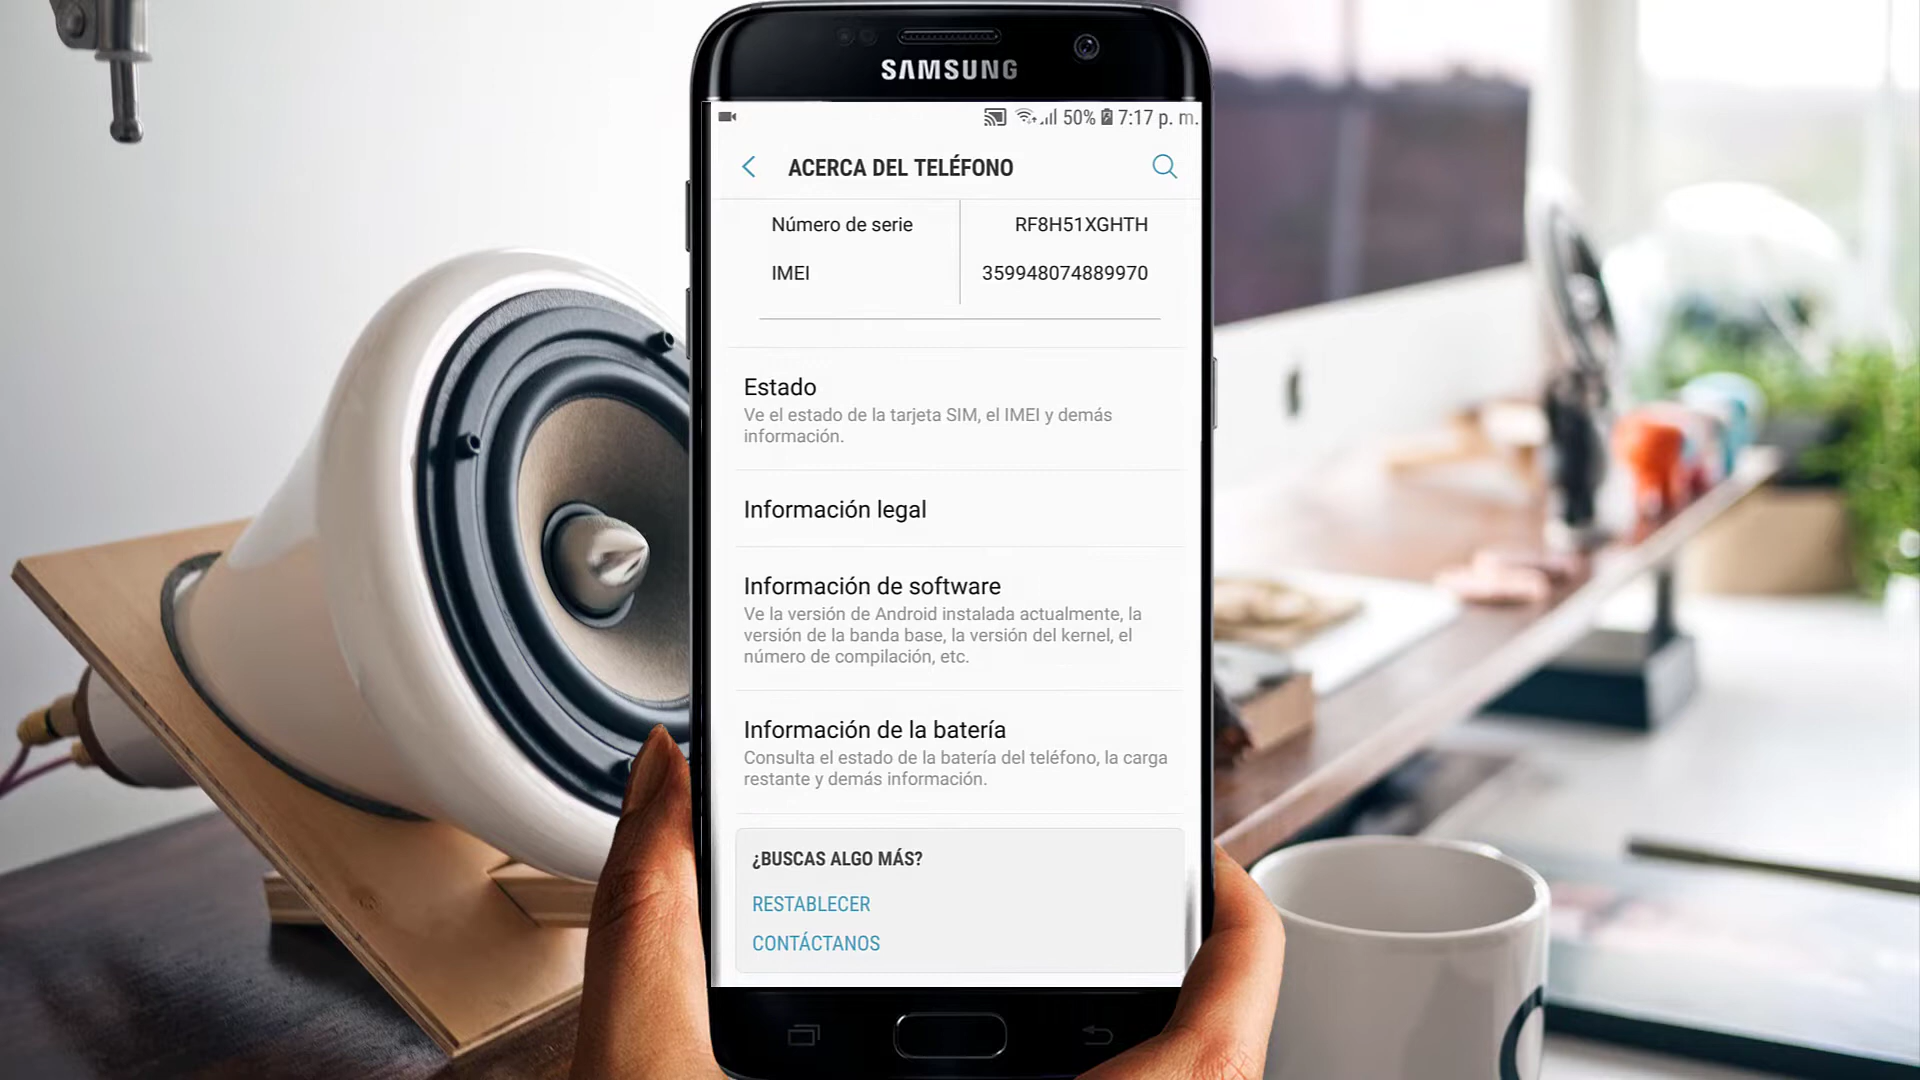 SAMSUNG
50% 7:17 p. m.
ACERCA DEL TELÉFONO
Número de serie RF8H51XGHTH
IMEI 359948074889970
Estado
Ve el estado de la tarjeta SIM, el IMEI y demás
información.
Información legal
Información de software
Ve la versión de Android instalada actualmente, la
versión de la banda base, la versión del kernel, el
número de compilación, etc.
Información de la batería
Consulta el estado de la batería del teléfono, la carga
restante y demás información.
¿BUSCAS ALGO MÁS?
RESTABLECER
CONTÁCTANOS